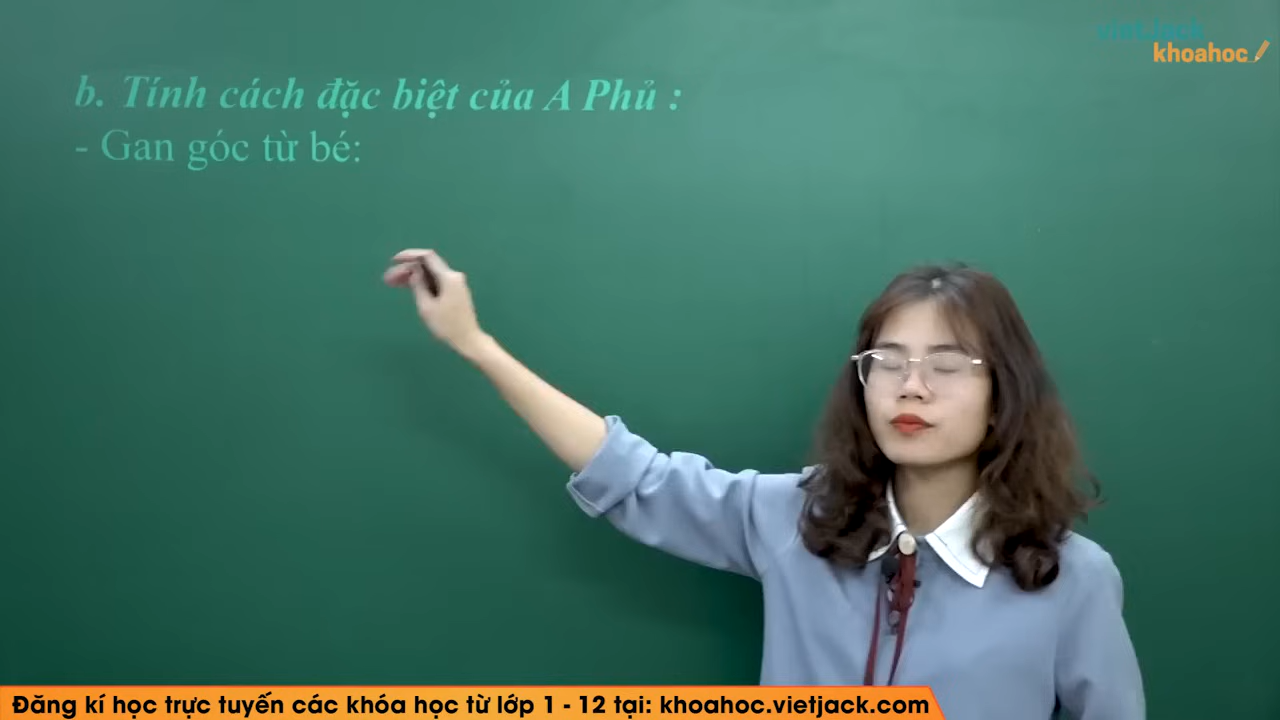 vietJack
khoahoc
b. Tính cách đặc biệt của A Phủ :
- Gan góc từ bé:
Đăng kí học trực tuyến các khóa học từ lớp 1 - 12 tại: khoahoc.vietjack.com